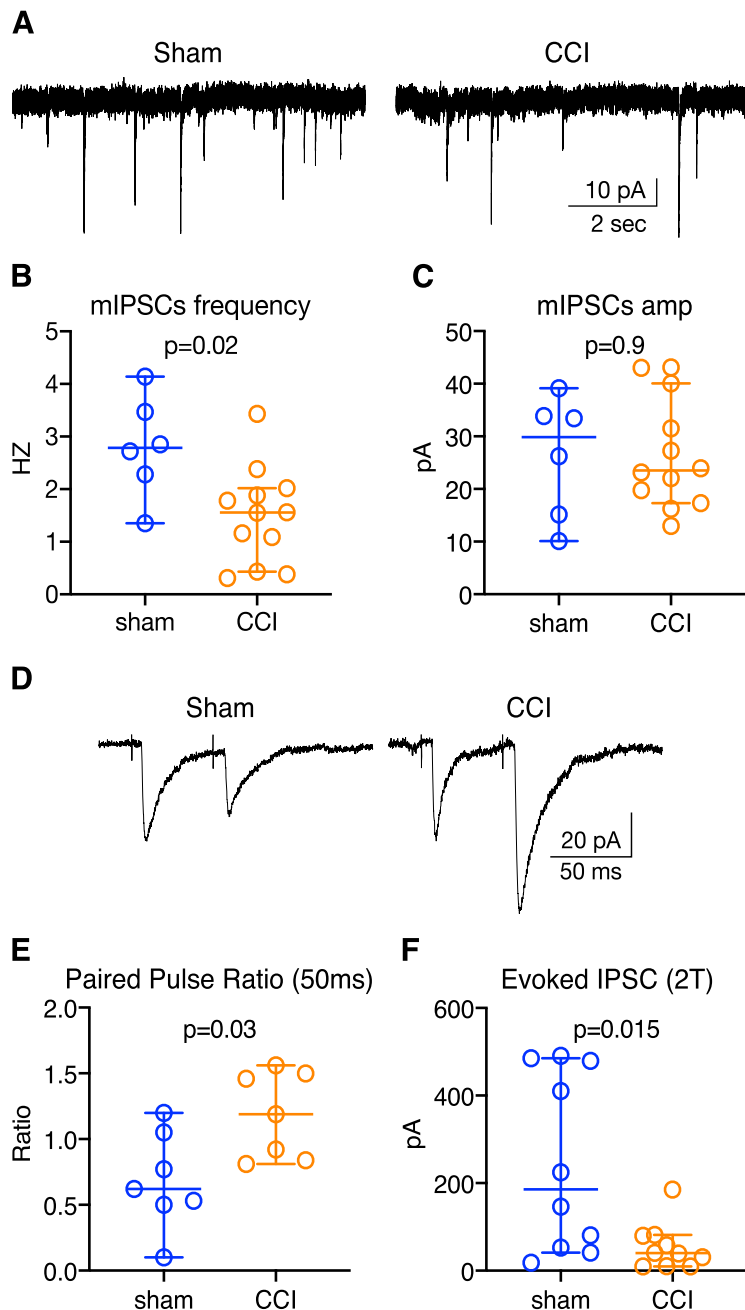 A
Sham
CCI
10 pA
2 sec
B
C
mIPSCs frequency
mIPSCs amp
p=0.02
p=0.9
5
4
3
2
1
0
HZ
sham
CCI
50
40
30
20
10
0
pA
sham
CCI
D
Sham
CCI
20 pA
50 ms
E
F
Paired Pulse Ratio (50ms)
Evoked IPSC (2T)
p=0.03
p=0.015
2.0
1.5
1.0
0.5
0.0
Ratio
sham
CCI
600
400
200
0
pA
sham
CCI